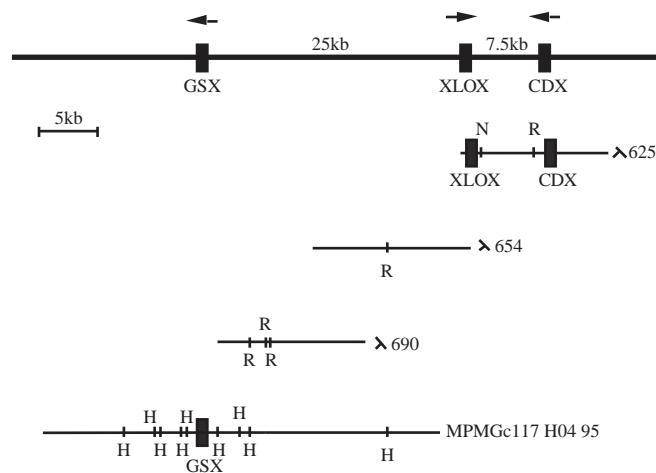 25kb 7.5kb
GSX XLOX CDX
5kb
N R
XLOX CDX λ 625
λ 654
R
R
λ 690
R R
H H H
MPMGc117 H04 95
H H H H H H
GSX